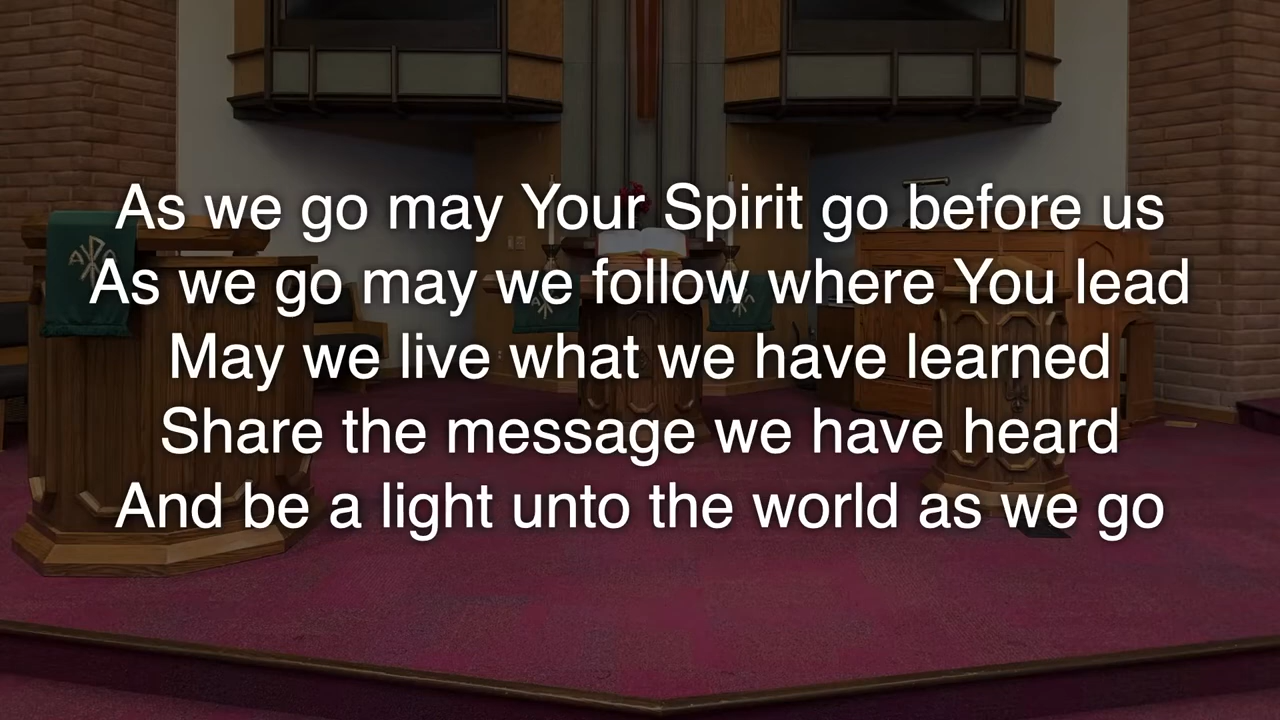 As we go may Your Spirit go before us
As we go may we follow where You lead
May we live what we have learned
Share the message we have heard
And be a light unto the world as we go